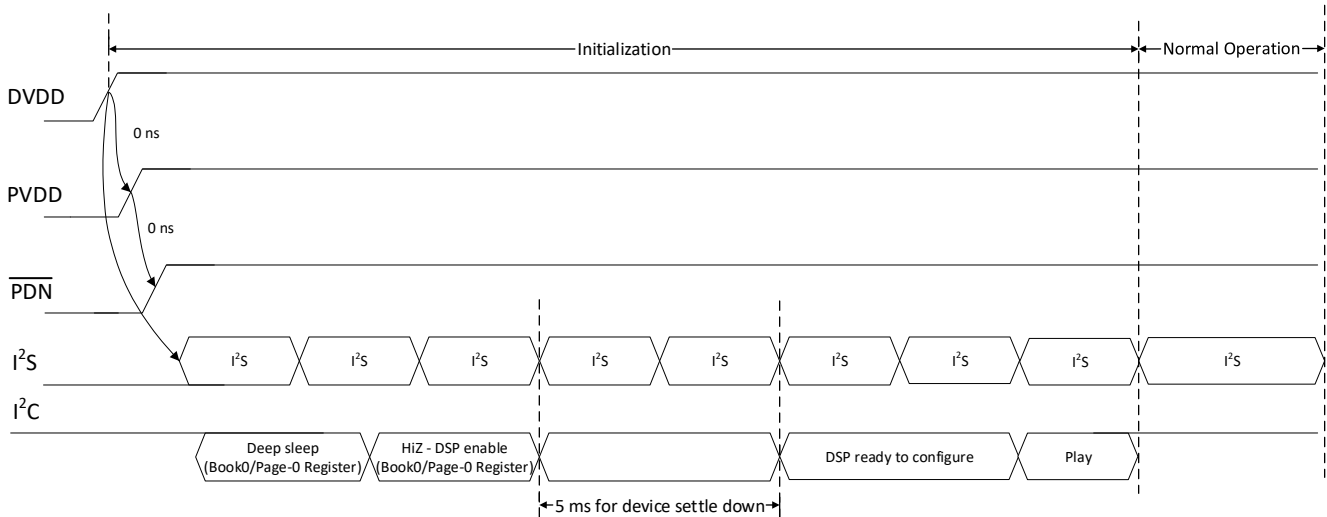 Initialization
Normal Operation
DVDD
0 ns
PVDD
0 ns
PDN
I²S
I²S
I²S
I²S
I²S
I²S
I²S
I²S
I²S
I²S
I²C
Deep sleep
(Book0/Page-0 Register)
HiZ - DSP enable
(Book0/Page-0 Register)
DSP ready to configure
Play
5 ms for device settle down